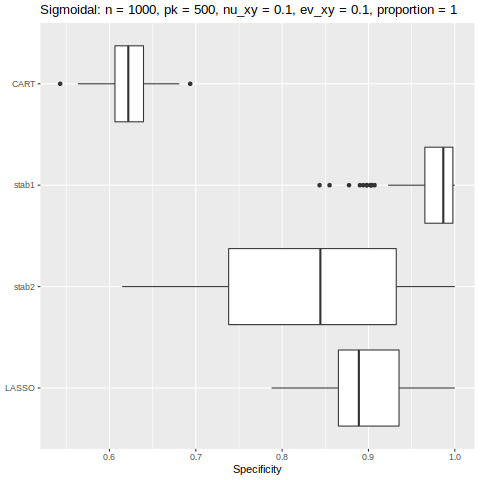 Sigmoidal: n = 1000, pk = 500, nu_xy = 0.1, ev_xy = 0.1, proportion = 1
CART
stab1
stab2
LASSO
0.6 0.7 0.8 0.9 1.0
Specificity